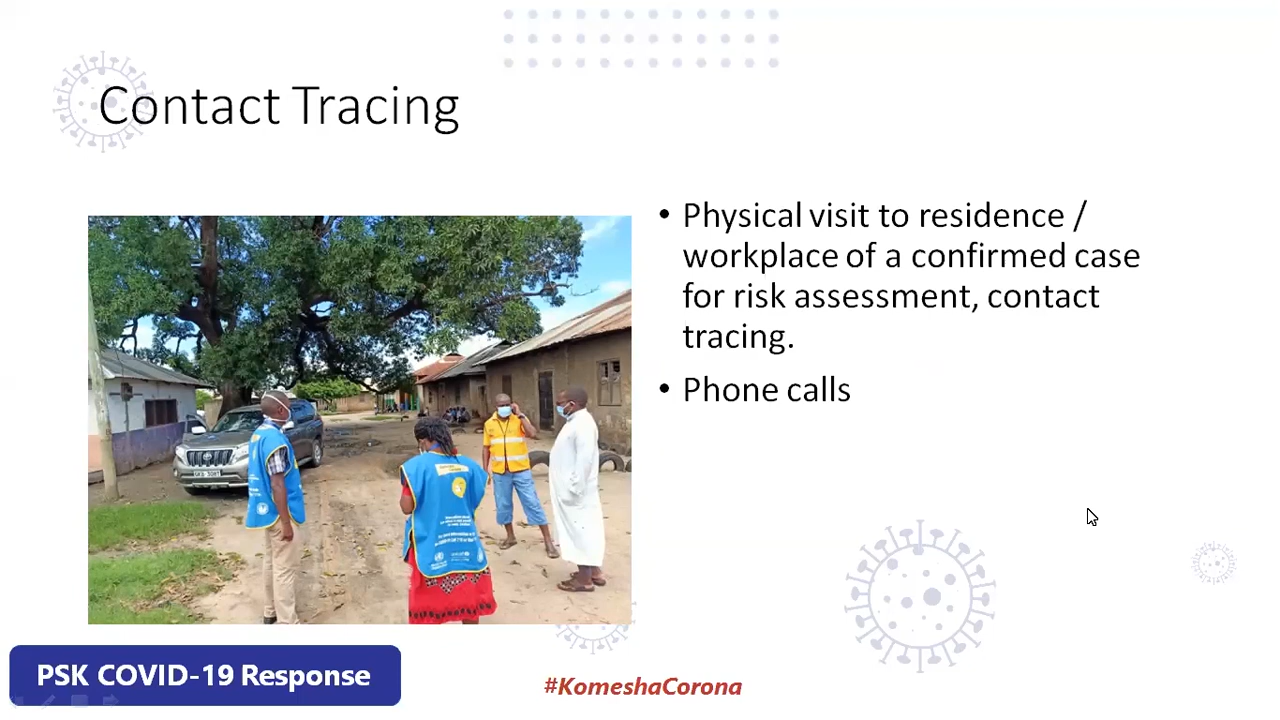 Contact Tracing
• Physical visit to residence /
workplace of a confirmed case
for risk assessment, contact
tracing.
• Phone calls
unicef
PSK COVID-19 Response
#KomeshaCorona